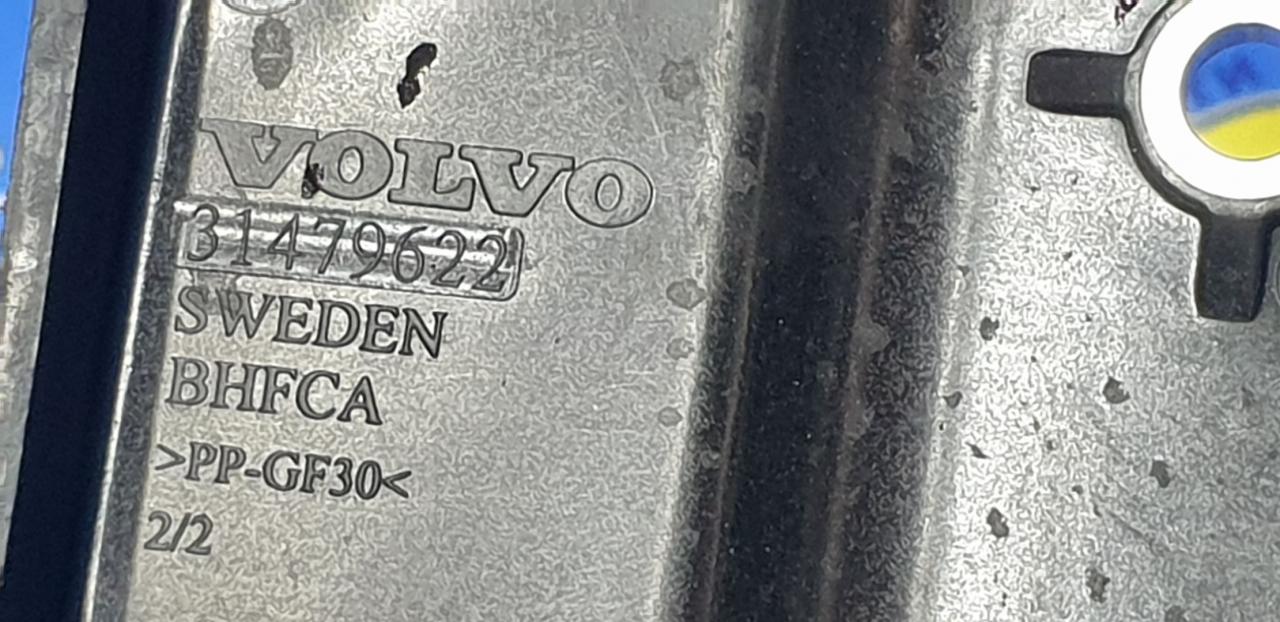 VOLVO
31479622
SWEDEN
BHFCA
>PP-GF30<
2/2